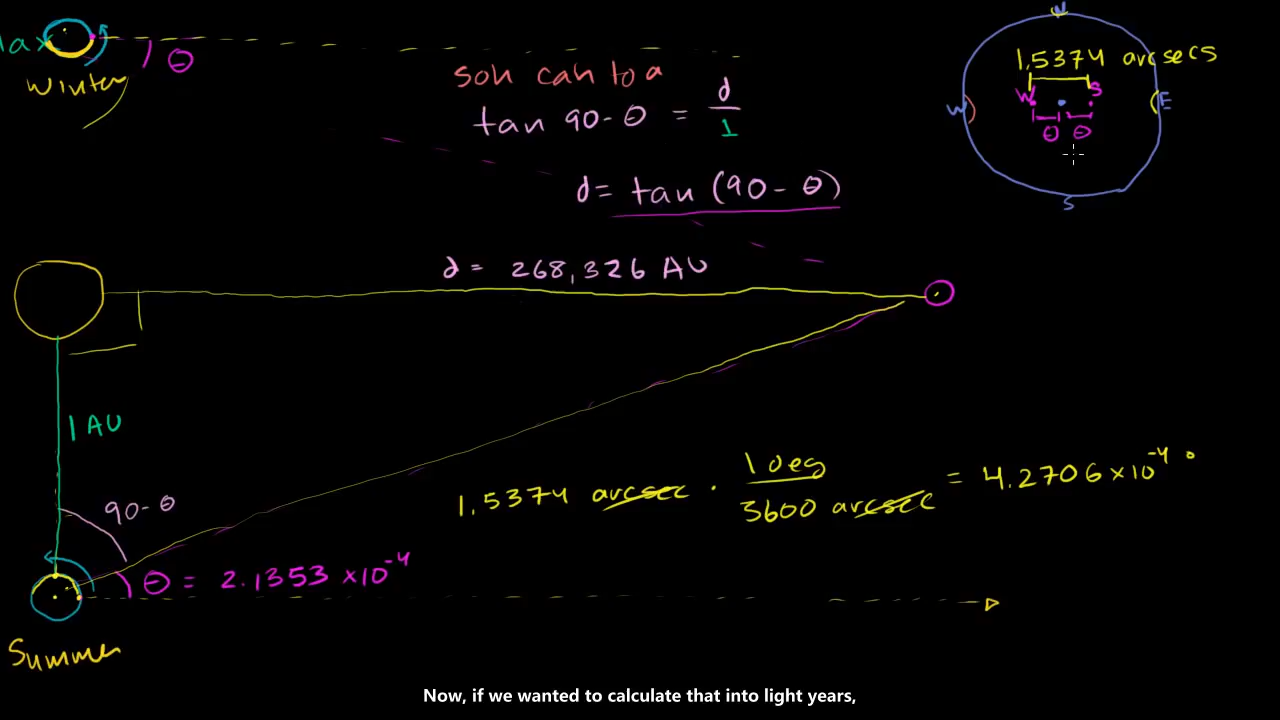 lax
Winter
Θ
soh cah to a
tan 90-Θ = d/1
d= tan (90-Θ)
N
1.5374 arcsecs
W
W
S
E
Θ Θ
S
d = 268,326 AU
1 AU
90-Θ
1.5374 arcsec · 1 deg/3600 arcsec = 4.2706×10⁻⁴ °
Θ = 2.1353 ×10⁻⁴
Summer
Now, if we wanted to calculate that into light years,